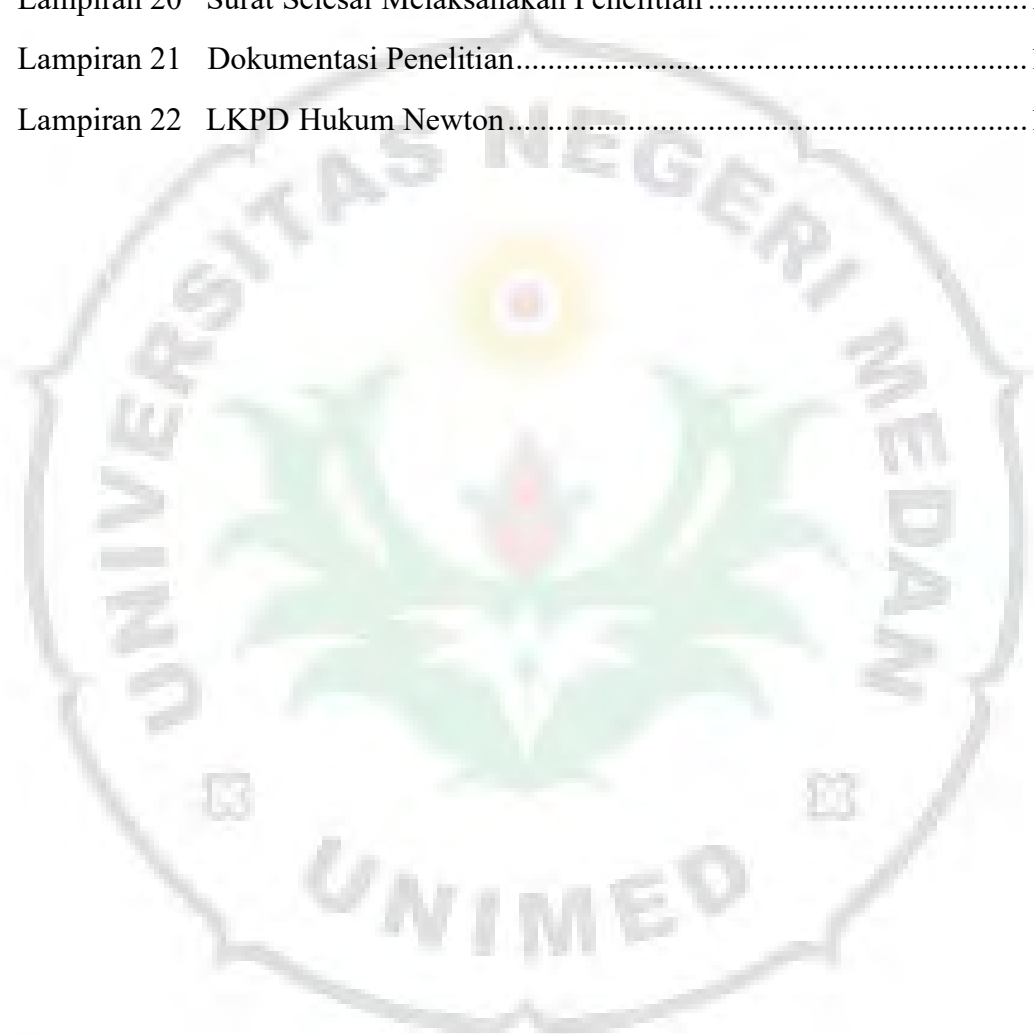 Lampiran 20 Surat Selesai Melaksanakan Penelitian ........................................
Lampiran 21 Dokumentasi Penelitian ................................................................
Lampiran 22 LKPD Hukum Newton ................................................................
UNIVERSITAS NEGERI MEDAN
UNIMED